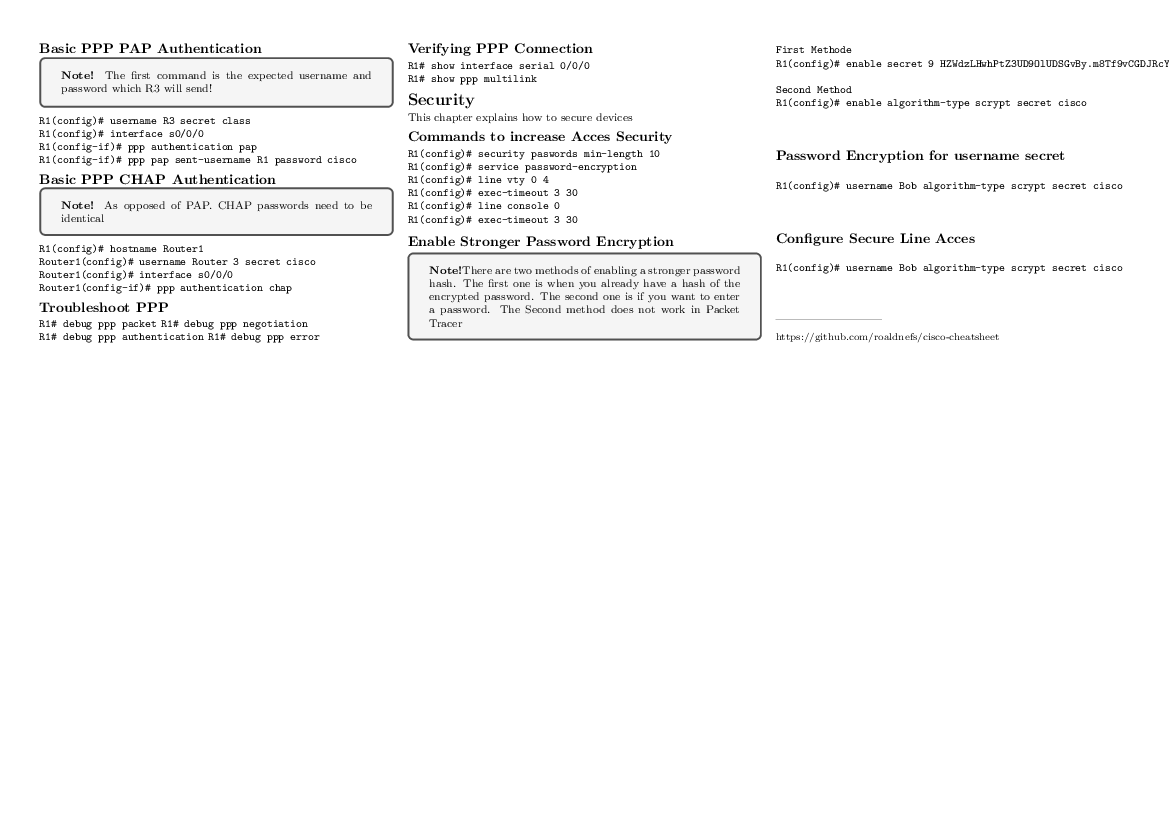 Basic PPP PAP Authentication
Note! The first command is the expected username and
password which R3 will send!
R1(config)# username R3 secret class
R1(config)# interface s0/0/0
R1(config-if)# ppp authentication pap
R1(config-if)# ppp pap sent-username R1 password cisco
Basic PPP CHAP Authentication
Note! As opposed of PAP. CHAP passwords need to be
identical
R1(config)# hostname Router1
Router1(config)# username Router 3 secret cisco
Router1(config)# interface s0/0/0
Router1(config-if)# ppp authentication chap
Troubleshoot PPP
R1# debug ppp packet R1# debug ppp negotiation
R1# debug ppp authentication R1# debug ppp error
Verifying PPP Connection
R1# show interface serial 0/0/0
R1# show ppp multilink
Security
This chapter explains how to secure devices
Commands to increase Acces Security
R1(config)# security paswords min-length 10
R1(config)# service password-encryption
R1(config)# line vty 0 4
R1(config)# exec-timeout 3 30
R1(config)# line console 0
R1(config)# exec-timeout 3 30
Enable Stronger Password Encryption
Note!There are two methods of enabling a stronger password
hash. The first one is when you already have a hash of the
encrypted password. The second one is if you want to enter
a password. The Second method does not work in Packet
Tracer
First Methode
R1(config)# enable secret 9
Second Method
R1(config)# enable algorithm-type scrypt secret cisco
Password Encryption for username secret
R1(config)# username Bob algorithm-type scrypt secret cisco
Configure Secure Line Acces
R1(config)# username Bob algorithm-type scrypt secret cisco
https://github.com/roaldnefs/cisco-cheatsheet